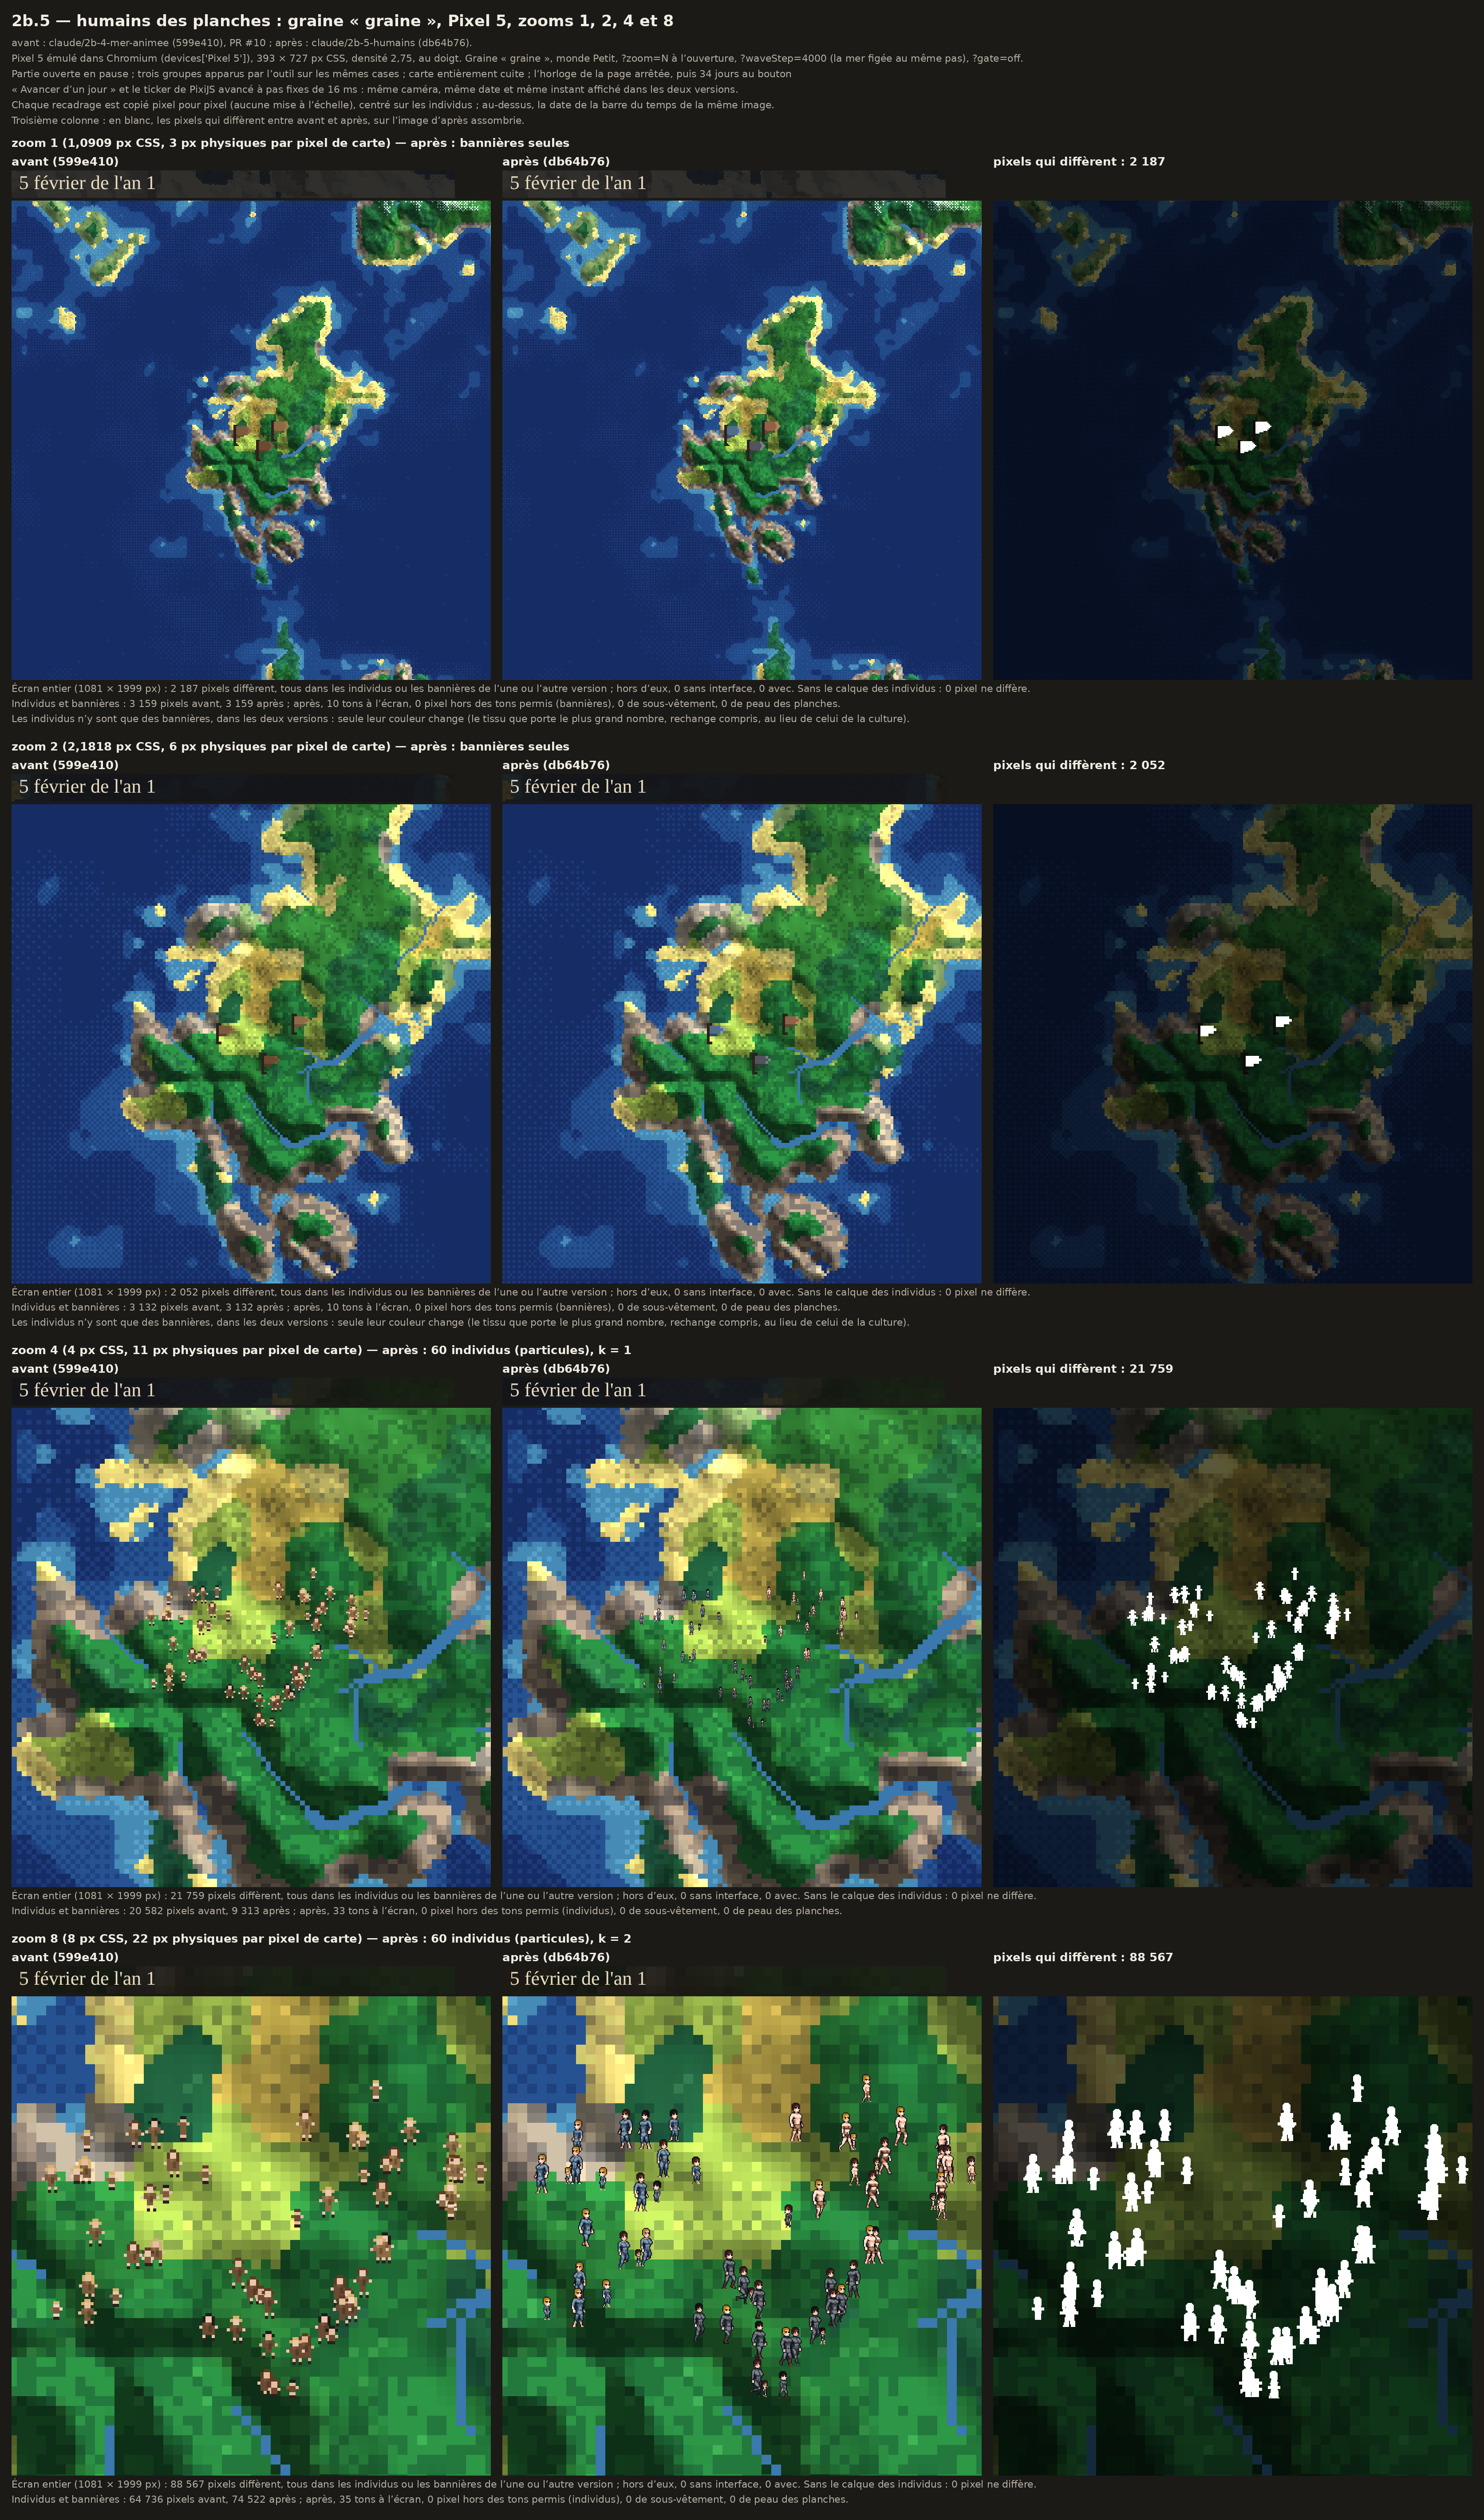 2b.5 — humains des planches : graine « graine », Pixel 5, zooms 1, 2, 4 et 8
avant : claude/2b-4-mer-animee (599e410), PR #10 ; après : claude/2b-5-humains (db64b76).
Pixel 5 émulé dans Chromium (devices['Pixel 5']), 393 × 727 px CSS, densité 2,75, au doigt. Graine « graine », monde Petit, ?zoom=N à l’ouverture, ?waveStep=4000 (la mer figée au même pas), ?gate=off.
Partie ouverte en pause ; trois groupes apparus par l’outil sur les mêmes cases ; carte entièrement cuite ; l’horloge de la page arrêtée, puis 34 jours au bouton
« Avancer d’un jour » et le ticker de PixiJS avancé à pas fixes de 16 ms : même caméra, même date et même instant affiché dans les deux versions.
Chaque recadrage est copié pixel pour pixel (aucune mise à l’échelle), centré sur les individus ; au-dessus, la date de la barre du temps de la même image.
Troisième colonne : en blanc, les pixels qui diffèrent entre avant et après, sur l’image d’après assombrie.
zoom 1 (1,0909 px CSS, 3 px physiques par pixel de carte) — après : bannières seules
avant (599e410)
après (db64b76)
pixels qui diffèrent : 2 187
5 février de l'an 1
5 février de l'an 1
Écran entier (1081 × 1999 px) : 2 187 pixels diffèrent, tous dans les individus ou les bannières de l’une ou l’autre version ; hors d’eux, 0 sans interface, 0 avec. Sans le calque des individus : 0 pixel ne diffère.
Individus et bannières : 3 159 pixels avant, 3 159 après ; après, 10 tons à l’écran, 0 pixel hors des tons permis (bannières), 0 de sous-vêtement, 0 de peau des planches.
Les individus n’y sont que des bannières, dans les deux versions : seule leur couleur change (le tissu que porte le plus grand nombre, rechange compris, au lieu de celui de la culture).
zoom 2 (2,1818 px CSS, 6 px physiques par pixel de carte) — après : bannières seules
avant (599e410)
après (db64b76)
pixels qui diffèrent : 2 052
5 février de l'an 1
5 février de l'an 1
Écran entier (1081 × 1999 px) : 2 052 pixels diffèrent, tous dans les individus ou les bannières de l’une ou l’autre version ; hors d’eux, 0 sans interface, 0 avec. Sans le calque des individus : 0 pixel ne diffère.
Individus et bannières : 3 132 pixels avant, 3 132 après ; après, 10 tons à l’écran, 0 pixel hors des tons permis (bannières), 0 de sous-vêtement, 0 de peau des planches.
Les individus n’y sont que des bannières, dans les deux versions : seule leur couleur change (le tissu que porte le plus grand nombre, rechange compris, au lieu de celui de la culture).
zoom 4 (4 px CSS, 11 px physiques par pixel de carte) — après : 60 individus (particules), k = 1
avant (599e410)
après (db64b76)
pixels qui diffèrent : 21 759
5 février de l'an 1
5 février de l'an 1
Écran entier (1081 × 1999 px) : 21 759 pixels diffèrent, tous dans les individus ou les bannières de l’une ou l’autre version ; hors d’eux, 0 sans interface, 0 avec. Sans le calque des individus : 0 pixel ne diffère.
Individus et bannières : 20 582 pixels avant, 9 313 après ; après, 33 tons à l’écran, 0 pixel hors des tons permis (individus), 0 de sous-vêtement, 0 de peau des planches.
zoom 8 (8 px CSS, 22 px physiques par pixel de carte) — après : 60 individus (particules), k = 2
avant (599e410)
après (db64b76)
pixels qui diffèrent : 88 567
5 février de l'an 1
5 février de l'an 1
Écran entier (1081 × 1999 px) : 88 567 pixels diffèrent, tous dans les individus ou les bannières de l’une ou l’autre version ; hors d’eux, 0 sans interface, 0 avec. Sans le calque des individus : 0 pixel ne diffère.
Individus et bannières : 64 736 pixels avant, 74 522 après ; après, 35 tons à l’écran, 0 pixel hors des tons permis (individus), 0 de sous-vêtement, 0 de peau des planches.